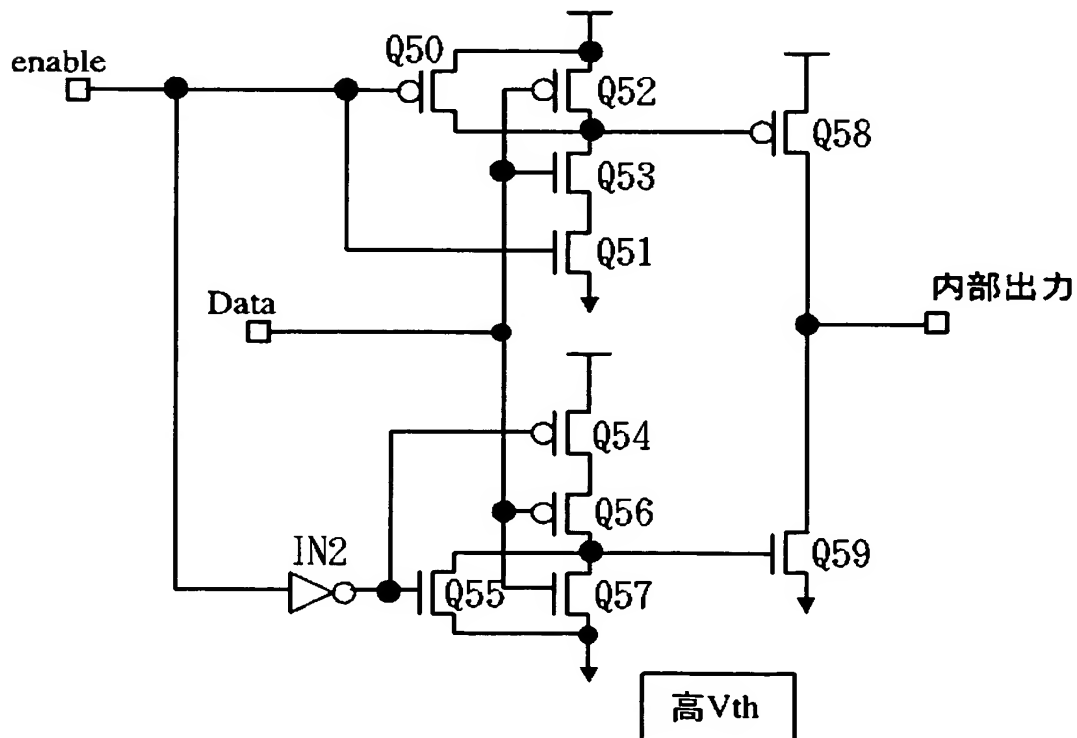 enable
Q50
Q52
Q58
Q53
Q51
Data
内部出力
Q54
Q56
IN2
Q55
Q57
Q59
高Vth